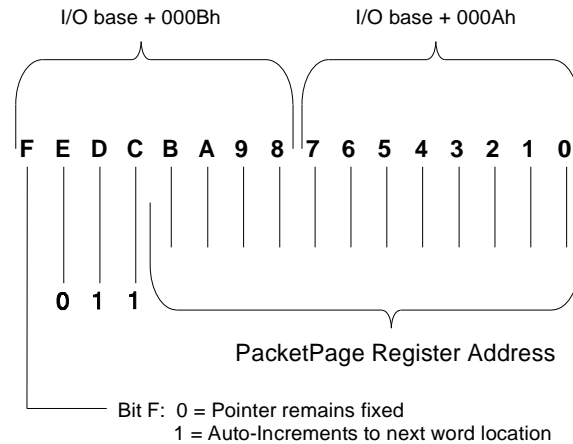 I/O base + 000Bh I/O base + 000Ah
F E D C B A 9 8 7 6 5 4 3 2 1 0
0 1 1
PacketPage Register Address
Bit F: 0 = Pointer remains fixed
1 = Auto-Increments to next word location